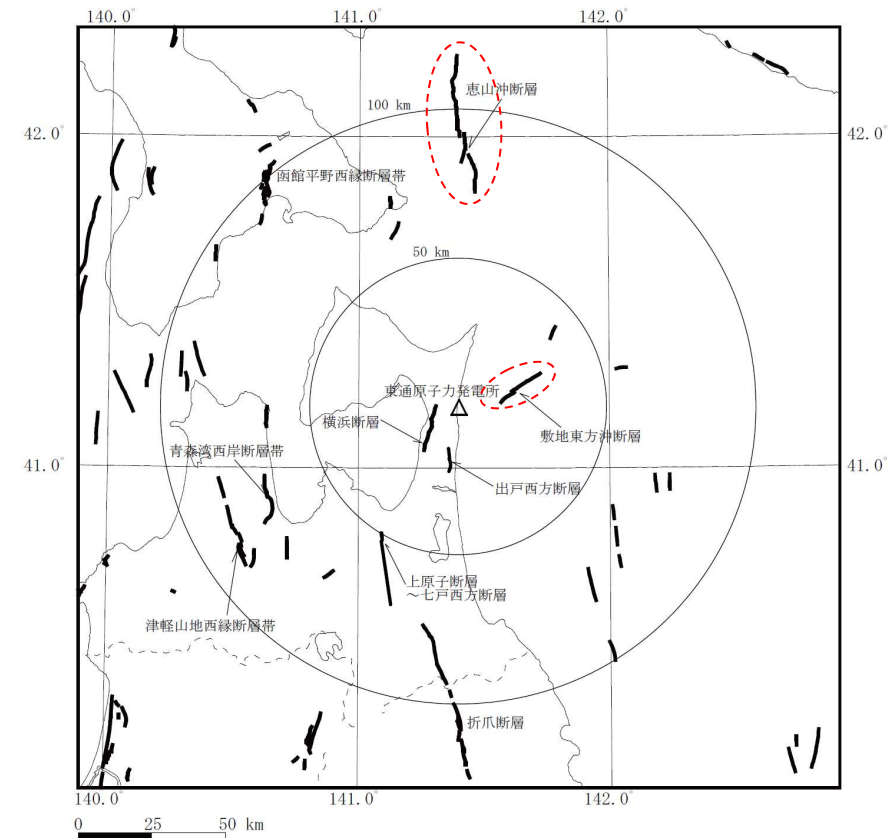 140.0°
141.0°
142.0°
恵山沖断層
100 km
42.0°
42.0°
函館平野西縁断層帯
50 km
東通原子力発電所
横浜断層
敷地東方沖断層
青森湾西岸断層帯
41.0°
41.0°
出戸西方断層
上原子断層
～七戸西方断層
津軽山地西縁断層帯
折爪断層
140.0°
141.0°
142.0°
0 25 50 km